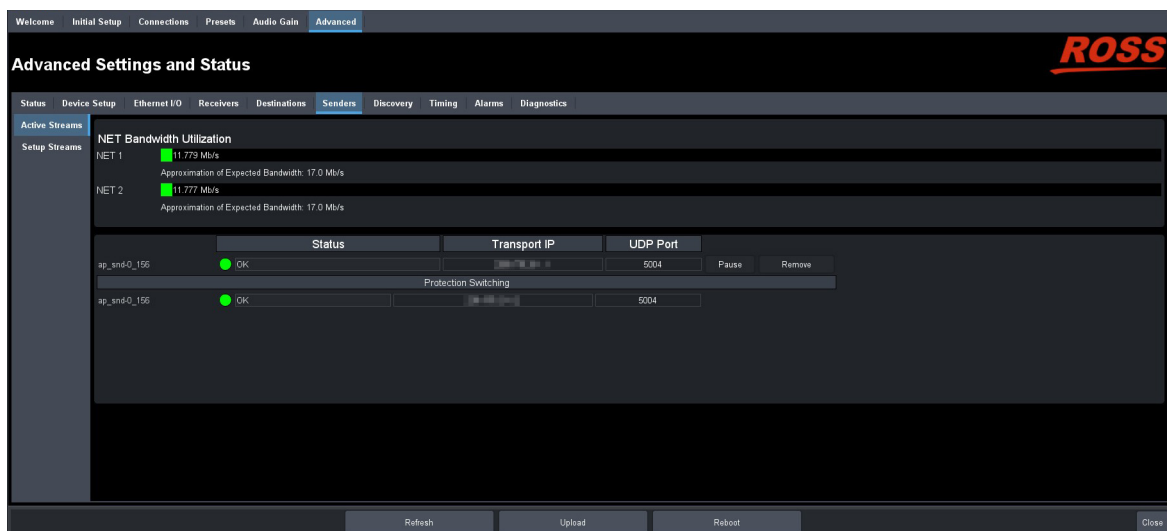 Welcome Initial Setup Connections Presets Audio Gain Advanced
Advanced Settings and Status
ROSS
Status Device Setup Ethernet I/O Receivers Destinations Senders Discovery Timing Alarms Diagnostics
Active Streams
Setup Streams
NET Bandwidth Utilization
NET 1 11.779 Mb/s
Approximation of Expected Bandwidth: 17.0 Mb/s
NET 2 11.777 Mb/s
Approximation of Expected Bandwidth: 17.0 Mb/s
Status Transport IP UDP Port
ap_snd-0_156 OK 5004 Pause Remove
Protection Switching
ap_snd-0_156 OK 5004
Refresh Upload Reboot Close